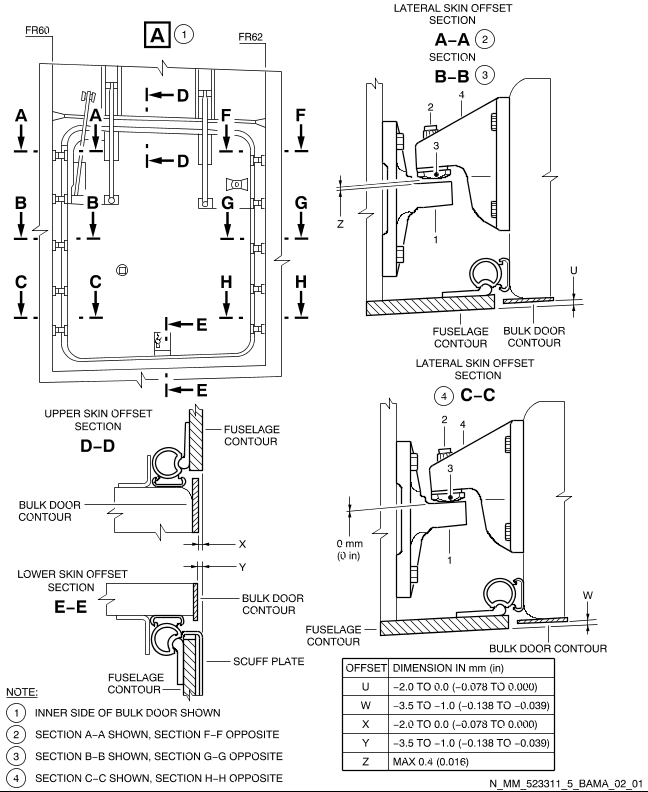 FR60
A 1
FR62
D
A A F F
D
B B G G
C C H H
E
E
LATERAL SKIN OFFSET
SECTION
A–A 2
SECTION
B–B 3
2
4
3
Z
1
U
FUSELAGE
CONTOUR
BULK DOOR
CONTOUR
LATERAL SKIN OFFSET
SECTION
4 C–C
2
4
3
0 mm
(0 in)
1
W
FUSELAGE
CONTOUR
BULK DOOR CONTOUR
UPPER SKIN OFFSET
SECTION
D–D
FUSELAGE
CONTOUR
BULK DOOR
CONTOUR
X
Y
LOWER SKIN OFFSET
SECTION
E–E
BULK DOOR
CONTOUR
SCUFF PLATE
FUSELAGE
CONTOUR
OFFSET DIMENSION IN mm (in)
U –2.0 TO 0.0 (–0.078 TO 0.000)
W –3.5 TO –1.0 (–0.138 TO –0.039)
X –2.0 TO 0.0 (–0.078 TO 0.000)
Y –3.5 TO –1.0 (–0.138 TO –0.039)
Z MAX 0.4 (0.016)
NOTE:
1 INNER SIDE OF BULK DOOR SHOWN
2 SECTION A–A SHOWN, SECTION F–F OPPOSITE
3 SECTION B–B SHOWN, SECTION G–G OPPOSITE
4 SECTION C–C SHOWN, SECTION H–H OPPOSITE
N_MM_523311_5_BAMA_02_01